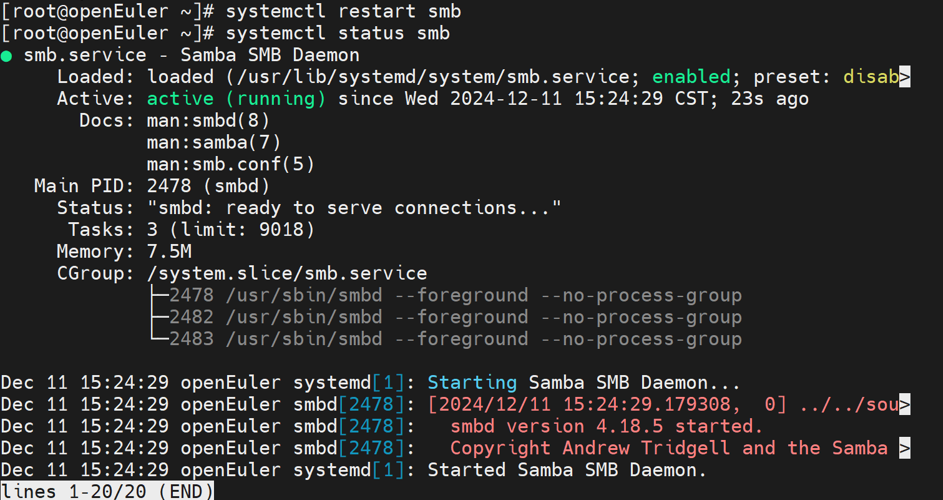 [root@openEuler ~]# systemctl restart smb
[root@openEuler ~]# systemctl status smb
● smb.service - Samba SMB Daemon
     Loaded: loaded (/usr/lib/systemd/system/smb.service; enabled; preset: disab>
     Active: active (running) since Wed 2024-12-11 15:24:29 CST; 23s ago
       Docs: man:smbd(8)
             man:samba(7)
             man:smb.conf(5)
   Main PID: 2478 (smbd)
     Status: "smbd: ready to serve connections..."
      Tasks: 3 (limit: 9018)
     Memory: 7.5M
     CGroup: /system.slice/smb.service
             ├─2478 /usr/sbin/smbd --foreground --no-process-group
             ├─2482 /usr/sbin/smbd --foreground --no-process-group
             └─2483 /usr/sbin/smbd --foreground --no-process-group

Dec 11 15:24:29 openEuler systemd[1]: Starting Samba SMB Daemon...
Dec 11 15:24:29 openEuler smbd[2478]: [2024/12/11 15:24:29.179308,  0] ../../sou>
Dec 11 15:24:29 openEuler smbd[2478]:   smbd version 4.18.5 started.
Dec 11 15:24:29 openEuler smbd[2478]:   Copyright Andrew Tridgell and the Samba >
Dec 11 15:24:29 openEuler systemd[1]: Started Samba SMB Daemon.
lines 1-20/20 (END)